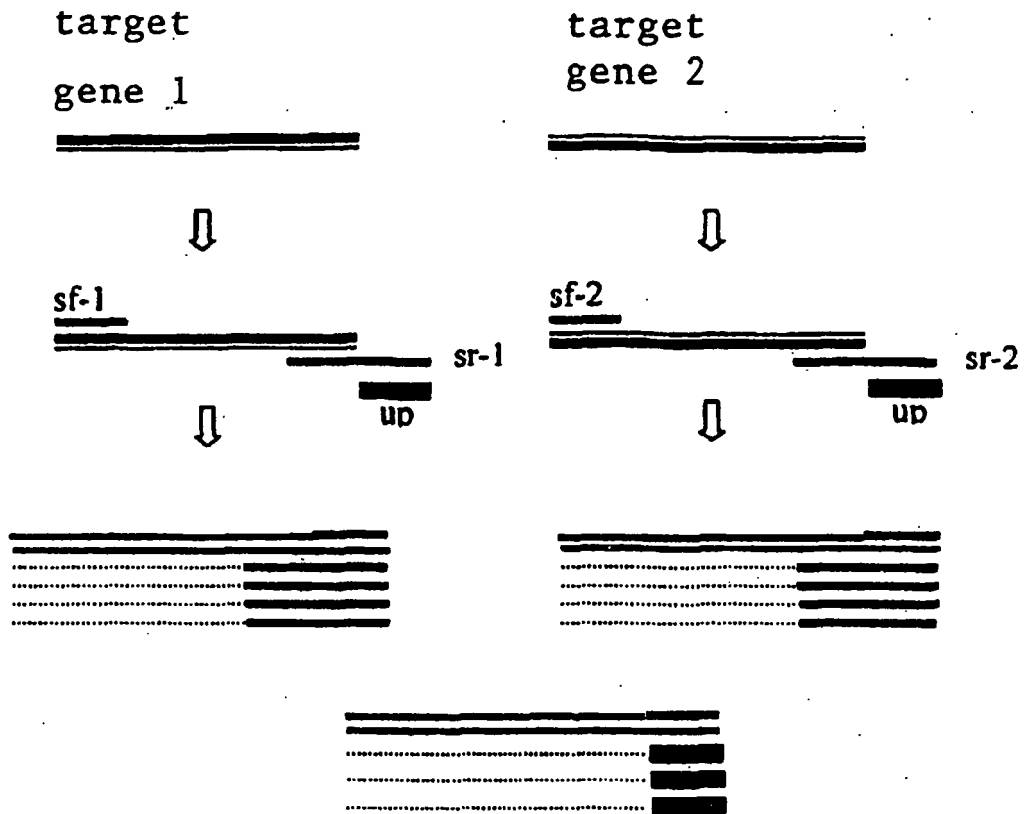 target
gene 1
target
gene 2
sf-1
sr-1
up
sf-2
sr-2
up